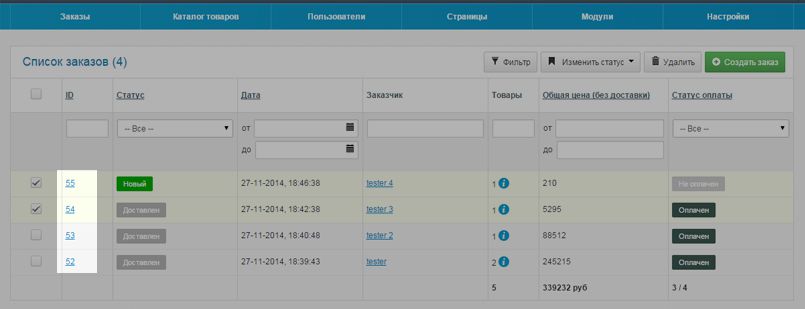 Заказы Каталог товаров Пользователи Страницы Модули Настройки
Список заказов (4) Фильтр Изменить статус Удалить Создать заказ
ID Статус Дата Заказчик Товары Общая цена (без доставки) Статус оплаты
-- Все -- от от -- Все --
до до
55 Новый 27-11-2014, 18:46:38 tester 4 1 i 210 Не оплачен
54 Доставлен 27-11-2014, 18:42:38 tester 3 1 i 5295 Оплачен
53 Доставлен 27-11-2014, 18:40:48 tester 2 1 i 88512 Оплачен
52 Доставлен 27-11-2014, 18:39:43 tester 2 i 245215 Оплачен
5 339232 руб 3 / 4